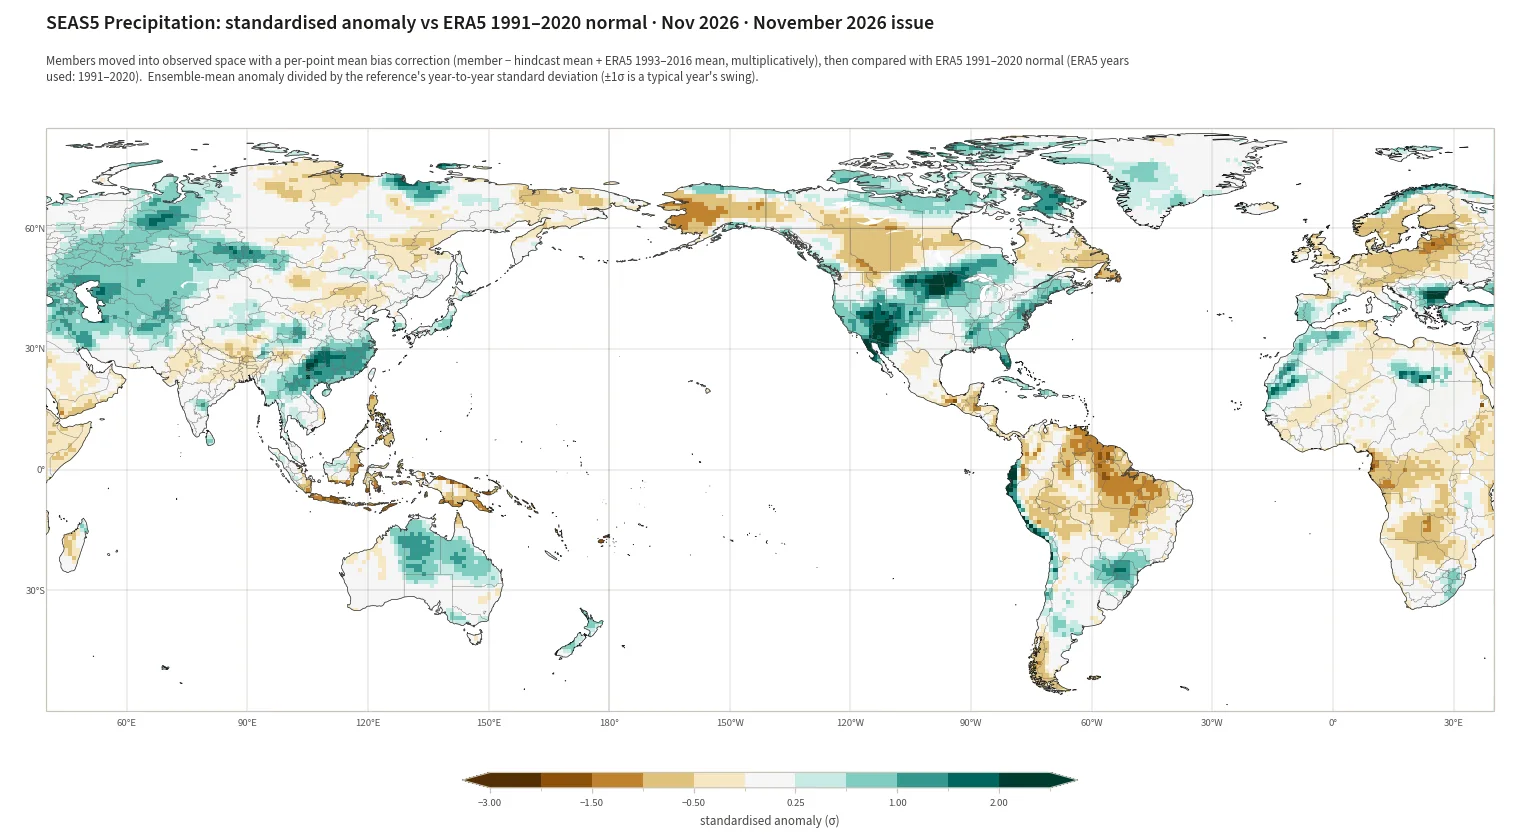 SEAS5 Precipitation: standardised anomaly vs ERA5 1991–2020 normal · Nov 2026 · November 2026 issue
Members moved into observed space with a per-point mean bias correction (member − hindcast mean + ERA5 1993–2016 mean, multiplicatively), then compared with ERA5 1991–2020 normal (ERA5 years
used: 1991–2020). Ensemble-mean anomaly divided by the reference's year-to-year standard deviation (±1σ is a typical year's swing).
60°N
30°N
0°
30°S
60°E 90°E 120°E 150°E 180° 150°W 120°W 90°W 60°W 30°W 0° 30°E
−3.00 −1.50 −0.50 0.25 1.00 2.00
standardised anomaly (σ)